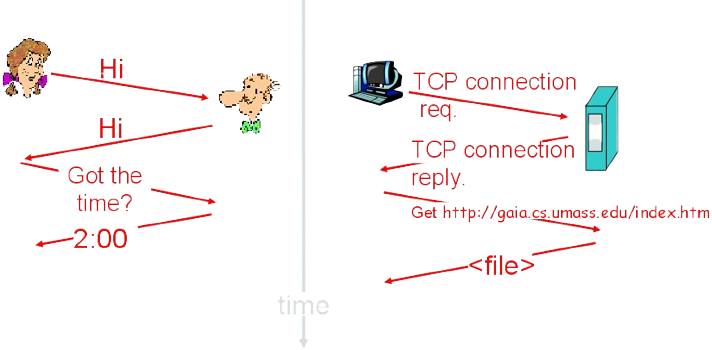 Hi
Hi
Got the
time?
2:00
TCP connection
req.
TCP connection
reply.
Get http://gaia.cs.umass.edu/index.htm
<file>
time